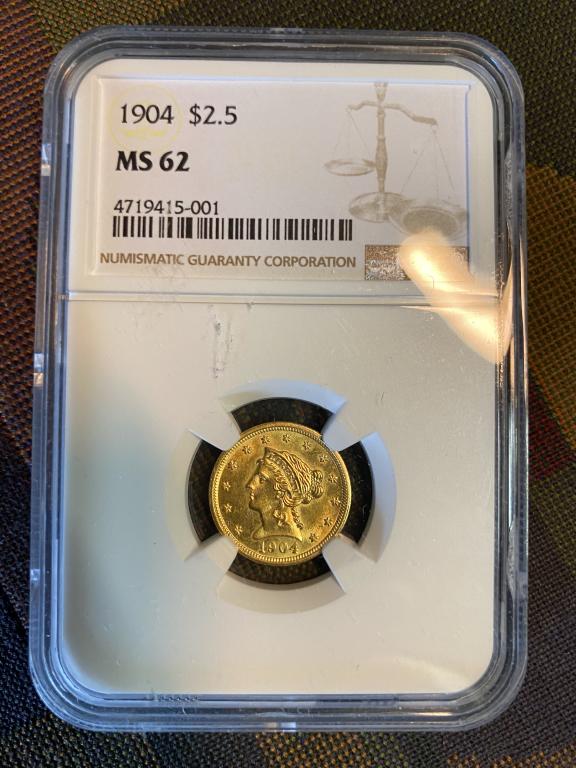 1904 $2.5
MS 62
4719415-001
NUMISMATIC GUARANTY CORPORATION
1904